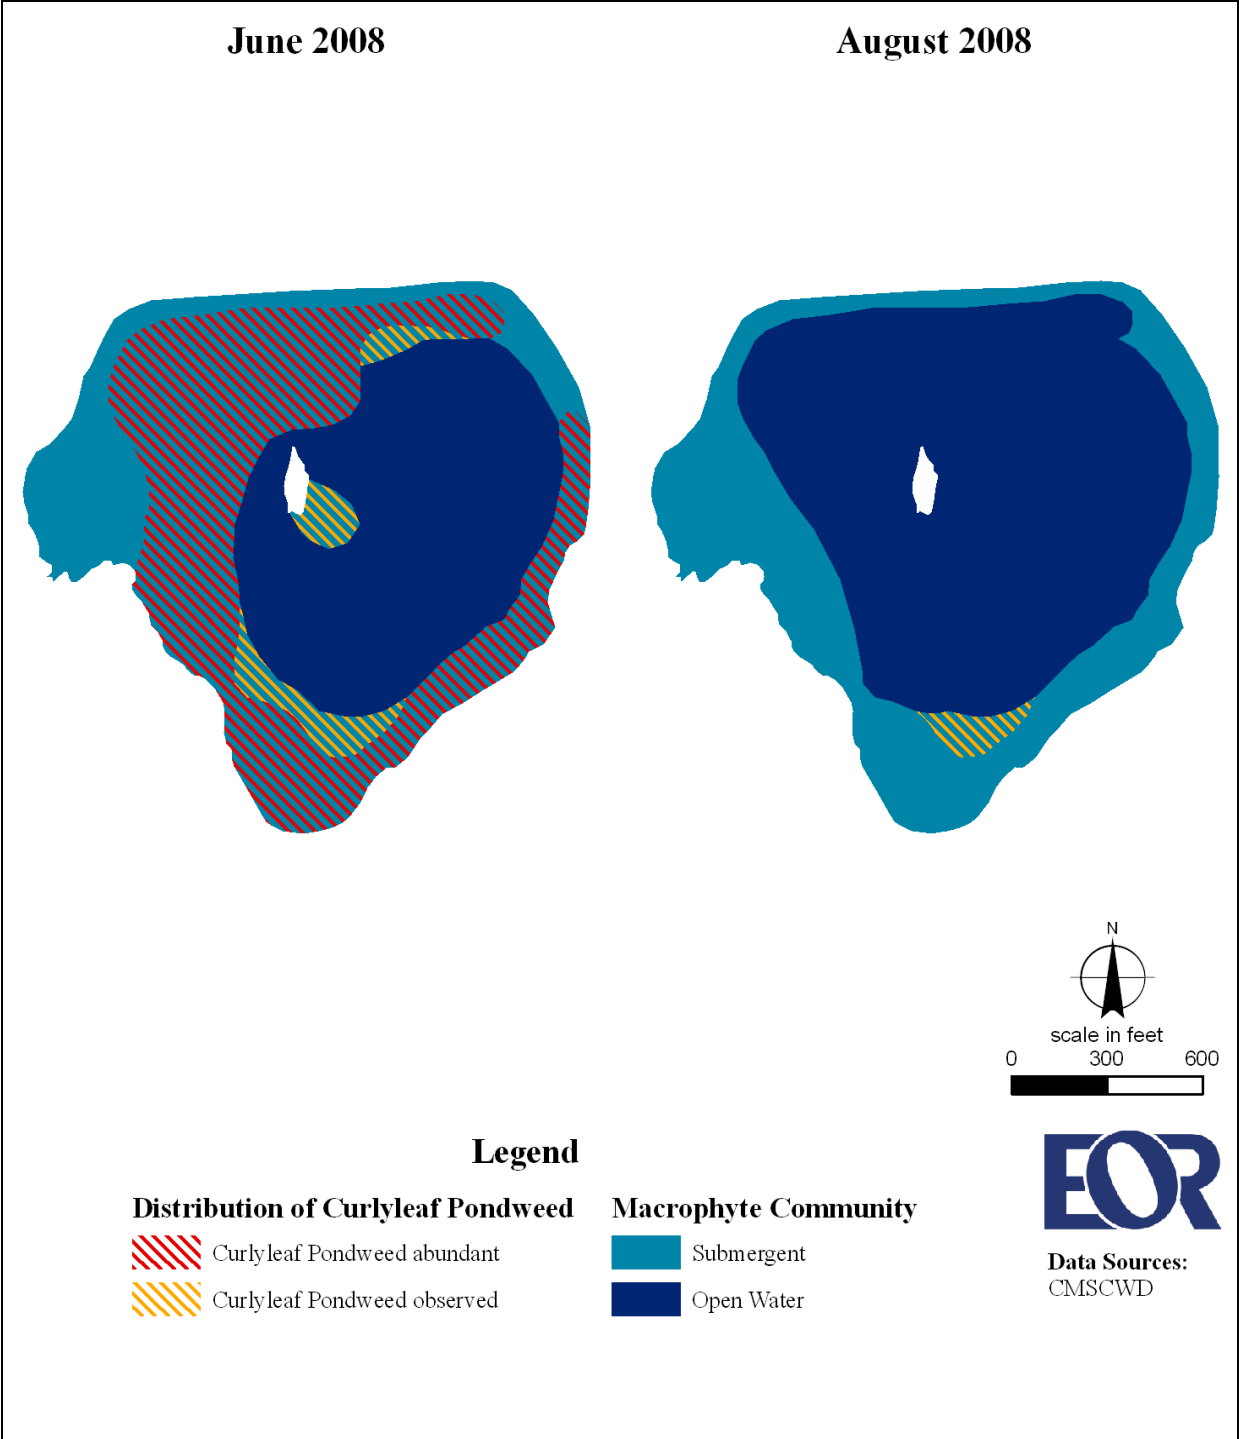 June 2008
August 2008
N
scale in feet
0 300 600
Legend
Distribution of Curlyleaf Pondweed
Curlyleaf Pondweed abundant
Curlyleaf Pondweed observed
Macrophyte Community
Submergent
Open Water
EOR
Data Sources:
CMSCWD